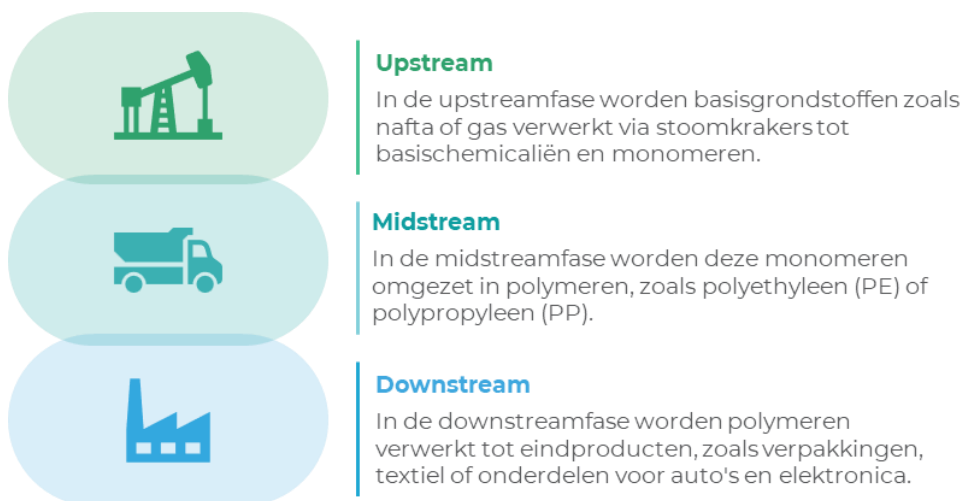 Upstream
In de upstreamfase worden basisgrondstoffen zoals
nafta of gas verwerkt via stoomkrakers tot
basischemicaliën en monomeren.
Midstream
In de midstreamfase worden deze monomeren
omgezet in polymeren, zoals polyethyleen (PE) of
polypropyleen (PP).
Downstream
In de downstreamfase worden polymeren
verwerkt tot eindproducten, zoals verpakkingen,
textiel of onderdelen voor auto's en elektronica.